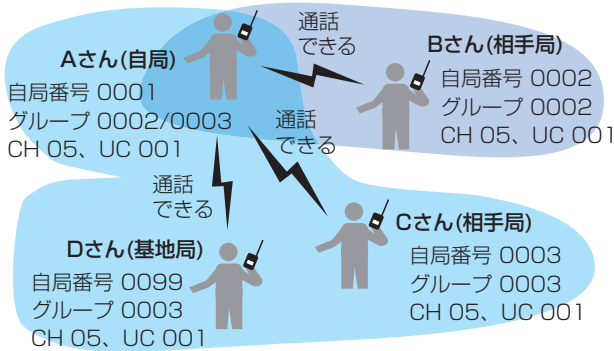 Aさん(自局)
自局番号 0001
グループ 0002/0003
CH 05、UC 001
通話
できる
Bさん(相手局)
自局番号 0002
グループ 0002
CH 05、UC 001
通話
できる
通話
できる
Cさん(相手局)
自局番号 0003
グループ 0003
CH 05、UC 001
Dさん(基地局)
自局番号 0099
グループ 0003
CH 05、UC 001